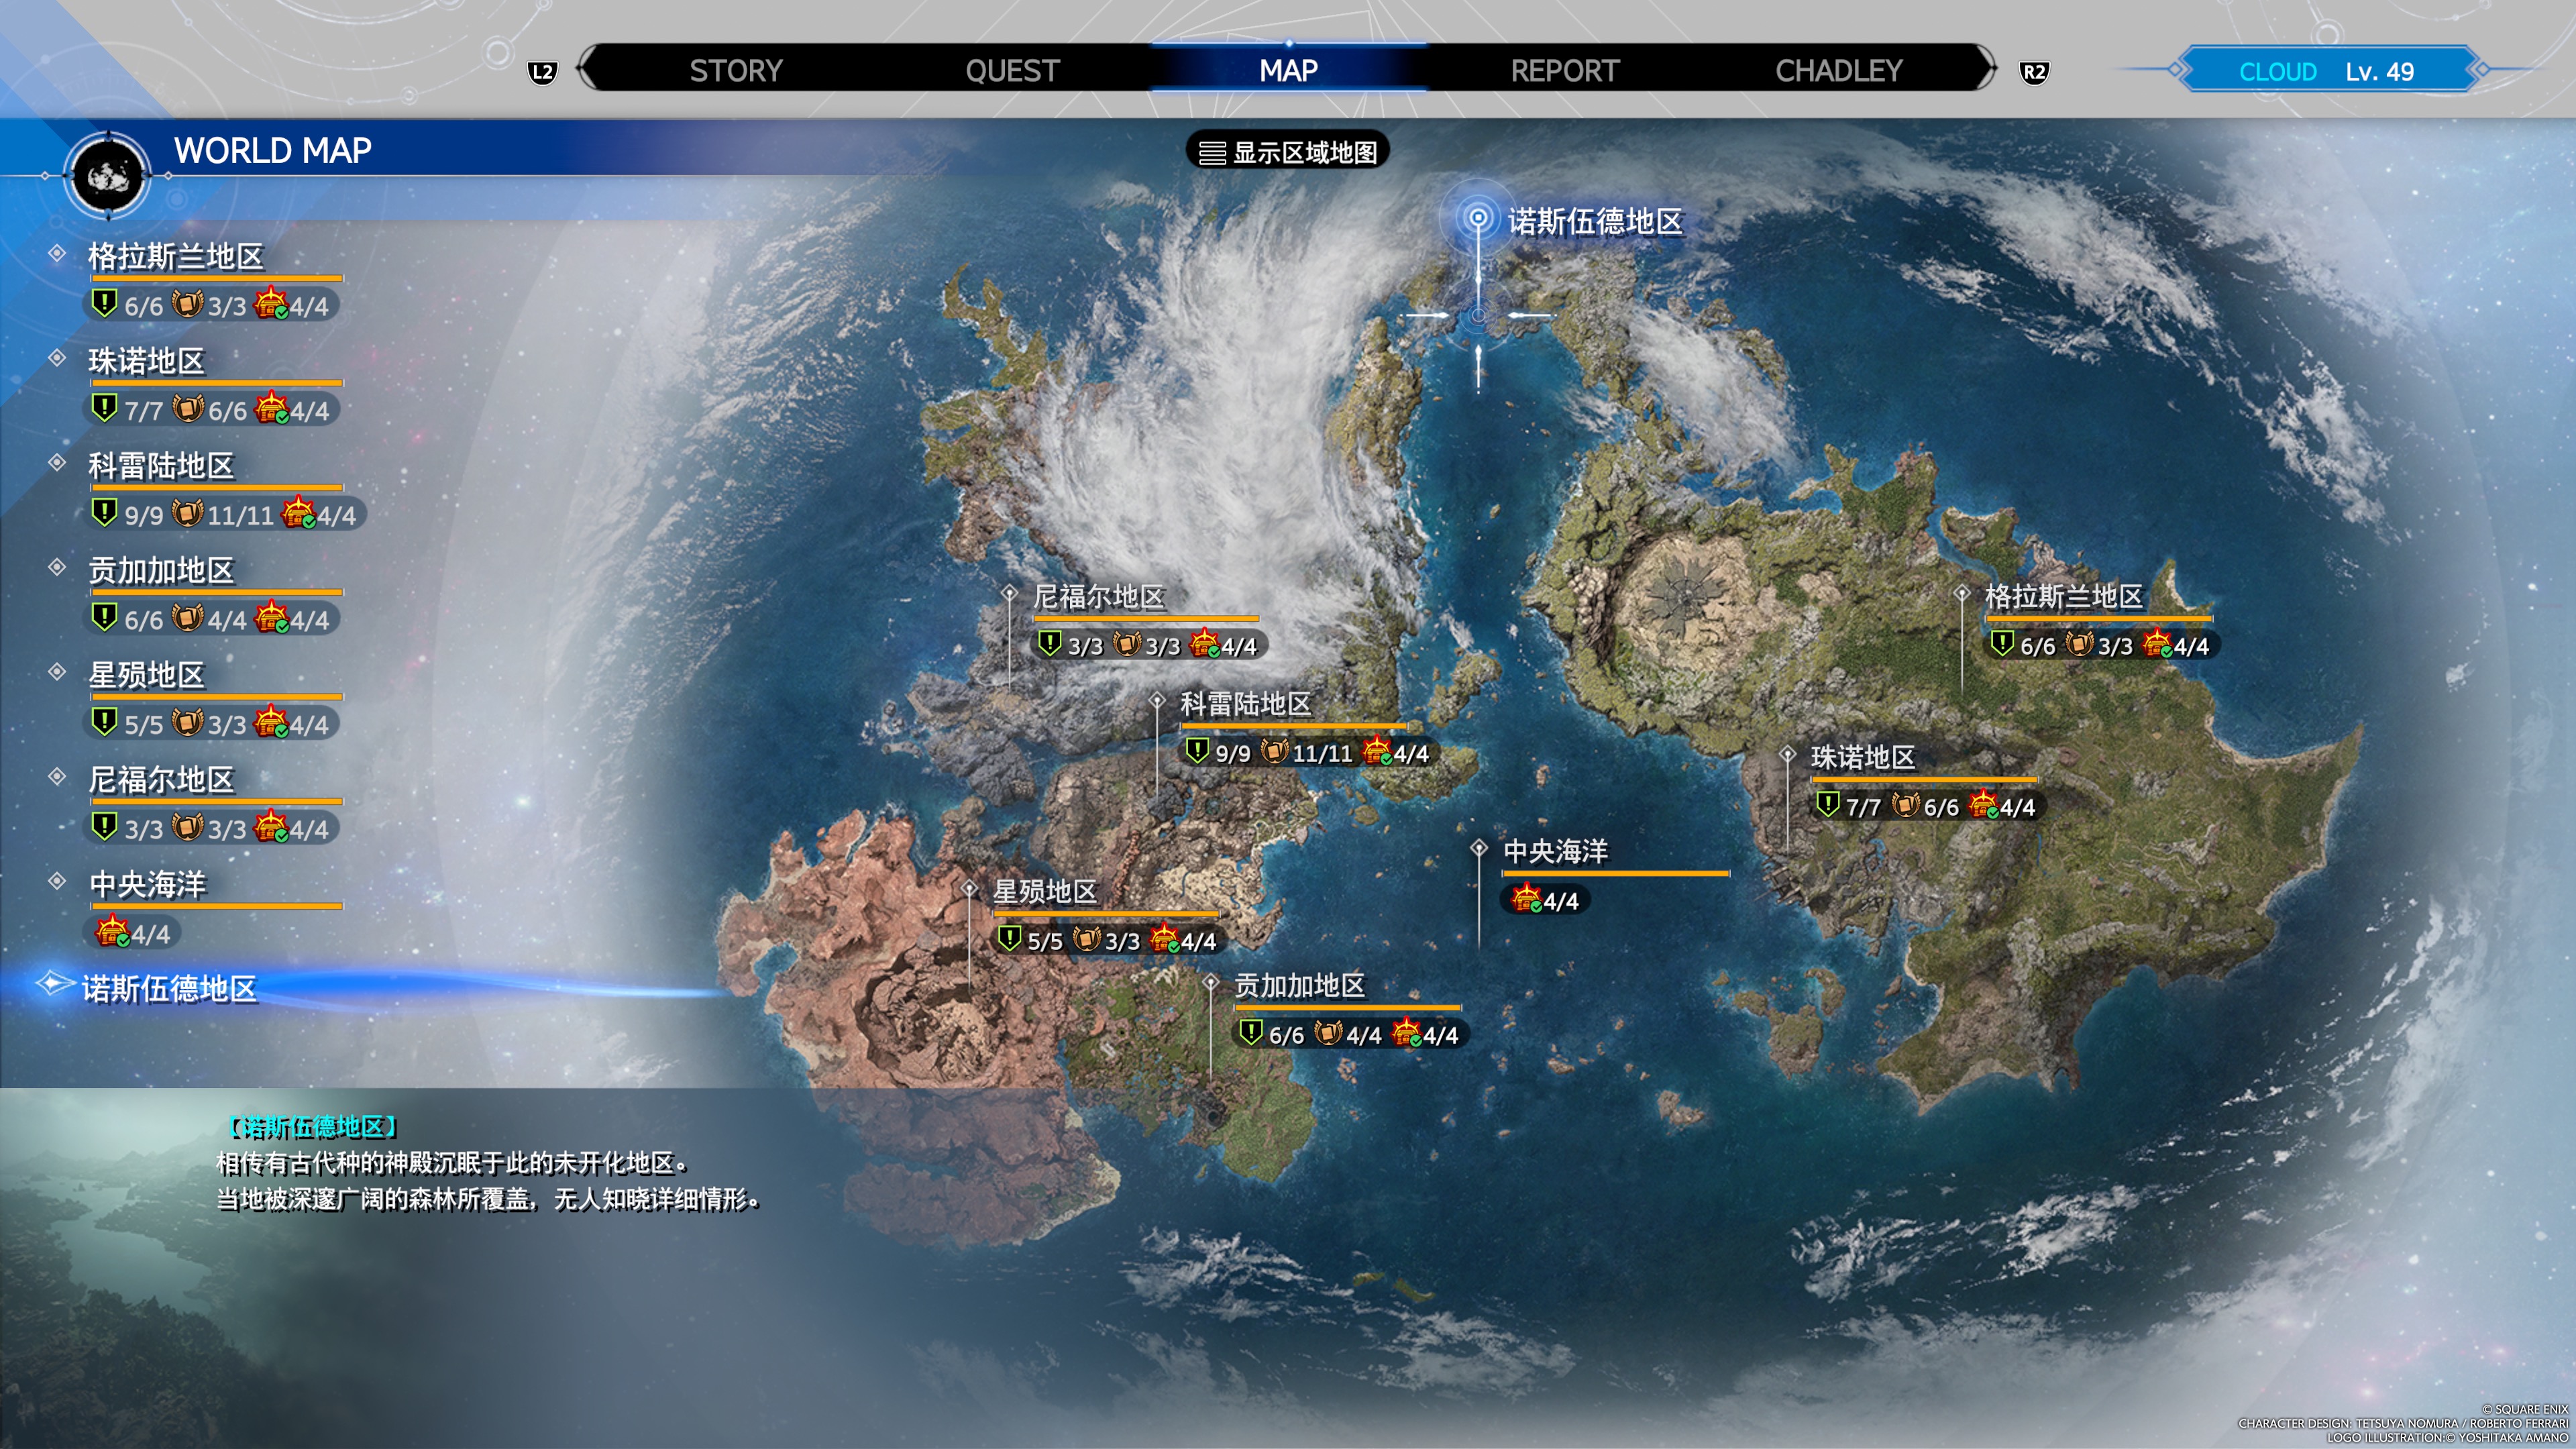 L2 STORY QUEST MAP REPORT CHADLEY R2 CLOUD Lv. 49
WORLD MAP
显示区域地图
格拉斯兰地区
6/6 3/3 4/4
珠诺地区
7/7 6/6 4/4
科雷陆地区
9/9 11/11 4/4
贡加加地区
6/6 4/4 4/4
星殒地区
5/5 3/3 4/4
尼福尔地区
3/3 3/3 4/4
中央海洋
4/4
诺斯伍德地区
诺斯伍德地区
尼福尔地区
3/3 3/3 4/4
格拉斯兰地区
6/6 3/3 4/4
科雷陆地区
9/9 11/11 4/4
珠诺地区
7/7 6/6 4/4
中央海洋
4/4
星殒地区
5/5 3/3 4/4
贡加加地区
6/6 4/4 4/4
【诺斯伍德地区】
相传有古代种的神殿沉眠于此的未开化地区。
当地被深邃广阔的森林所覆盖，无人知晓详细情形。
© SQUARE ENIX
CHARACTER DESIGN: TETSUYA NOMURA / ROBERTO FERRARI
LOGO ILLUSTRATION:© YOSHITAKA AMANO